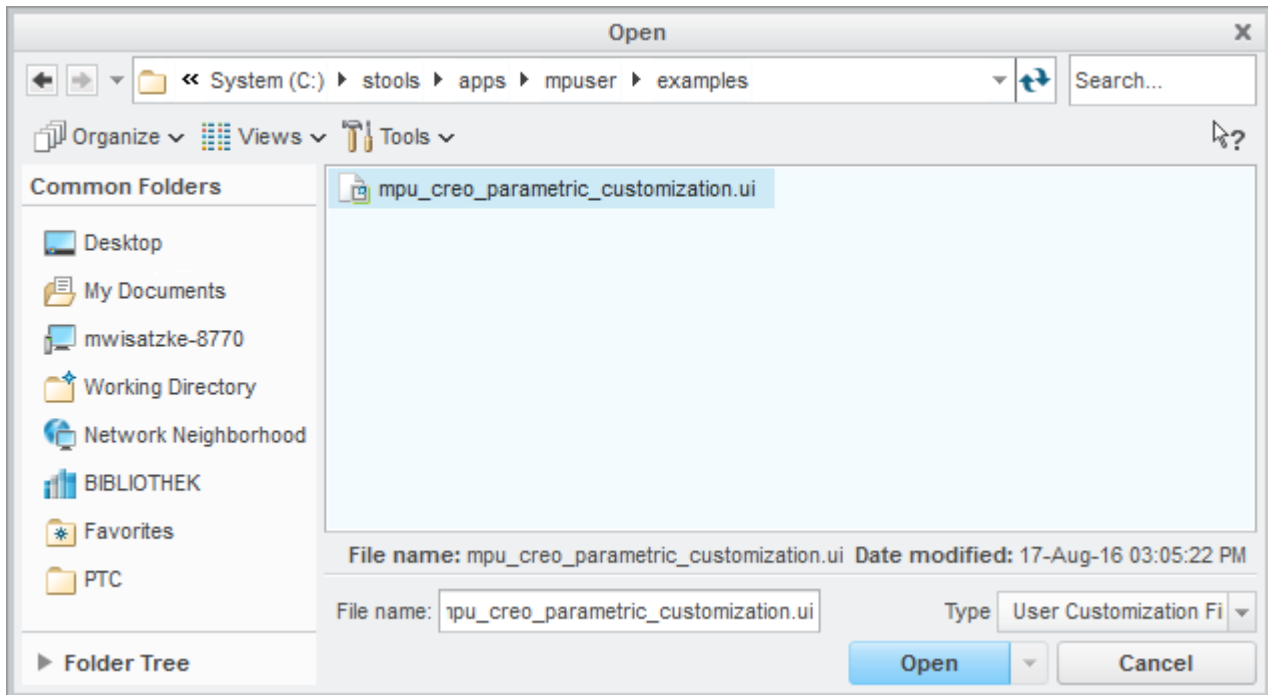 Open
« System (C:) stools apps mpuser examples Search...
Organize Views Tools ?
Common Folders
mpu_creo_parametric_customization.ui
Desktop
My Documents
mwisatzke-8770
Working Directory
Network Neighborhood
BIBLIOTHEK
Favorites
PTC
File name: mpu_creo_parametric_customization.ui Date modified: 17-Aug-16 03:05:22 PM
File name: mpu_creo_parametric_customization.ui Type User Customization Fi
Folder Tree
Open Cancel